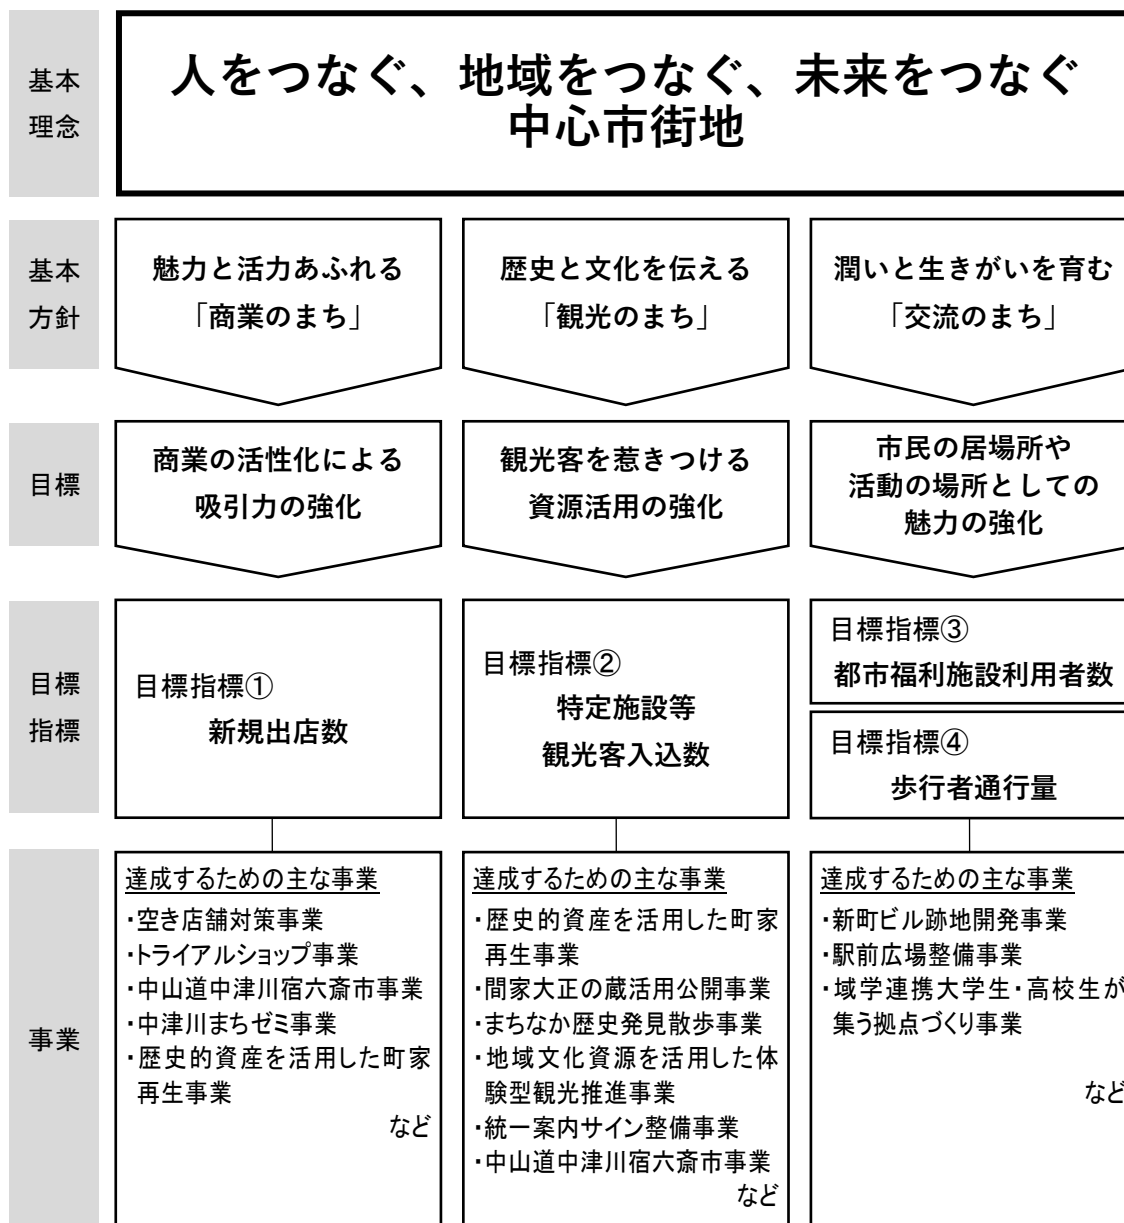 基本
理念
人をつなぐ、地域をつなぐ、未来をつなぐ
中心市街地
基本
方針
魅力と活力あふれる
「商業のまち」
歴史と文化を伝える
「観光のまち」
潤いと生きがいを育む
「交流のまち」
目標
商業の活性化による
吸引力の強化
観光客を惹きつける
資源活用の強化
市民の居場所や
活動の場所としての
魅力の強化
目標
指標
目標指標①
新規出店数
目標指標②
特定施設等
観光客入込数
目標指標③
都市福利施設利用者数
目標指標④
歩行者通行量
事業
達成するための主な事業
・空き店舗対策事業
・トライアルショップ事業
・中山道中津川宿六斎市事業
・中津川まちゼミ事業
・歴史的資産を活用した町家
再生事業
など
達成するための主な事業
・歴史的資産を活用した町家
再生事業
・間家大正の蔵活用公開事業
・まちなか歴史発見散歩事業
・地域文化資源を活用した体
験型観光推進事業
・統一案内サイン整備事業
・中山道中津川宿六斎市事業
など
達成するための主な事業
・新町ビル跡地開発事業
・駅前広場整備事業
・域学連携大学生・高校生が
集う拠点づくり事業
など